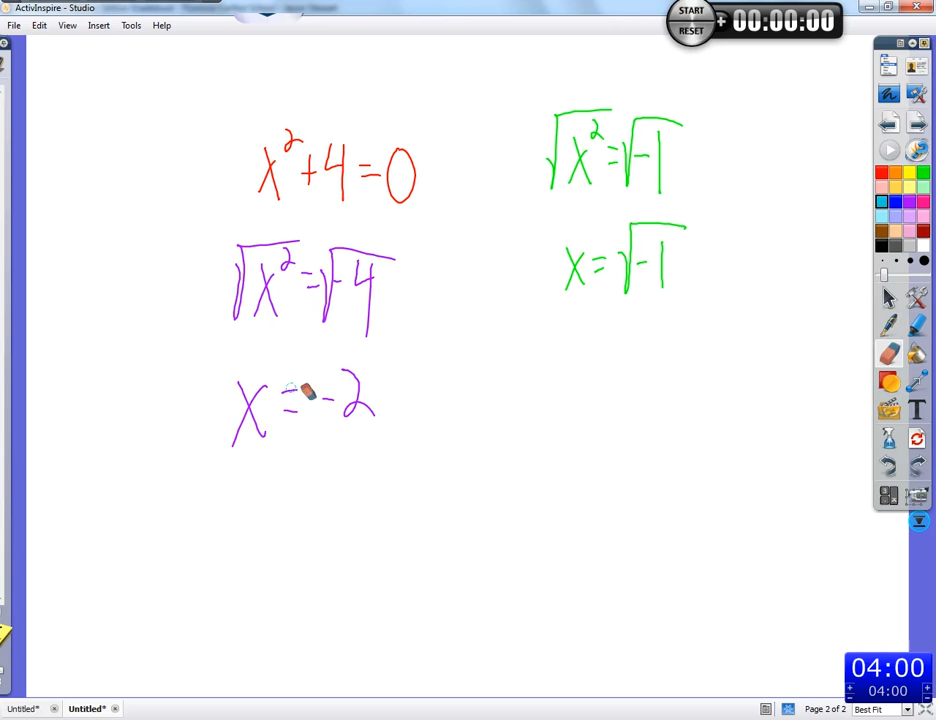 ActivInspire - Studio
File Edit View Insert Tools Help
START
RESET
00:00:00
x² + 4 = 0
√x² = √-4
x = -2
√x² = √-1
x = √-1
04:00
04:00
Untitled* Untitled*
Page 2 of 2 Best Fit